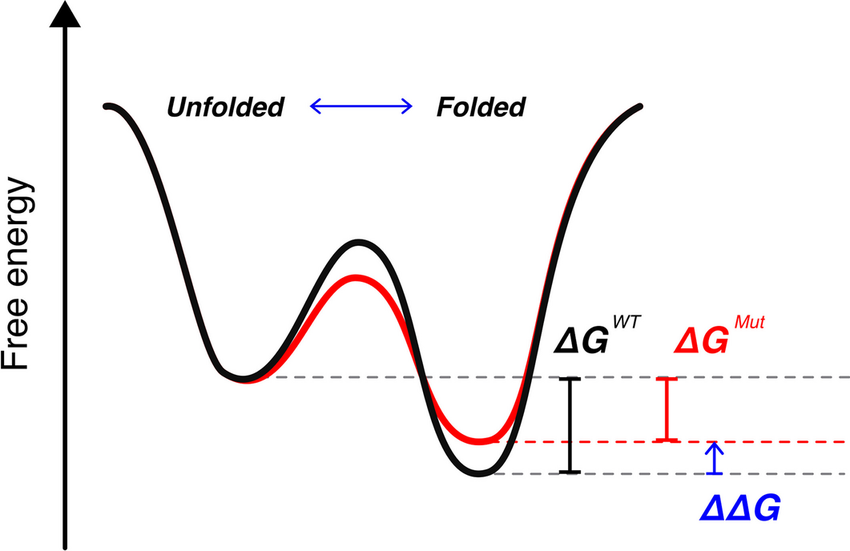 Free energy
Unfolded Folded
ΔG^WT ΔG^Mut
ΔΔG